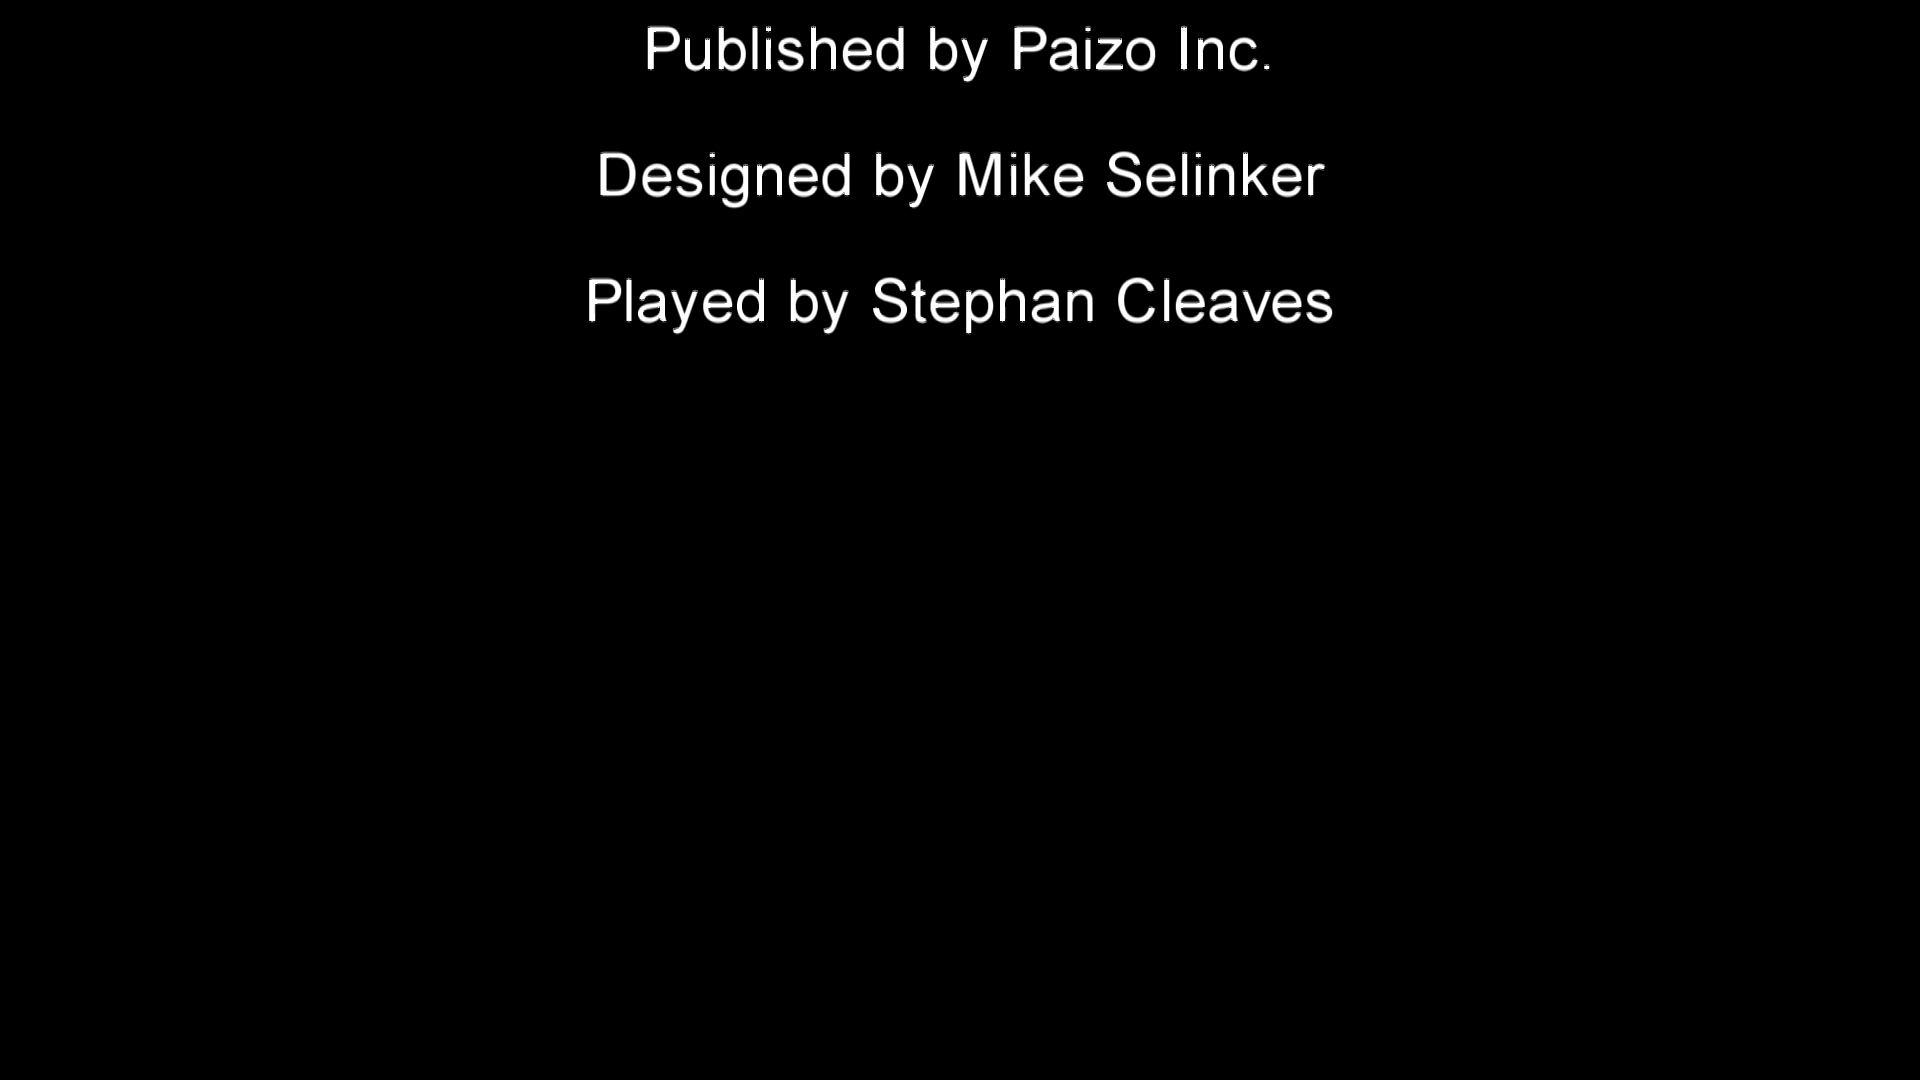 Published by Paizo Inc.
Designed by Mike Selinker
Played by Stephan Cleaves